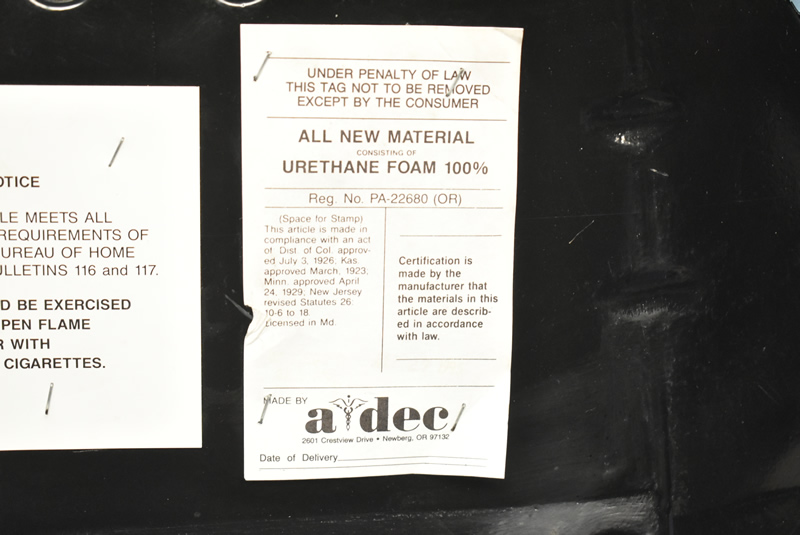 OTICE
LE MEETS ALL
REQUIREMENTS OF
BUREAU OF HOME
ULLETINS 116 and 117.
D BE EXERCISED
PEN FLAME
R WITH
CIGARETTES.
UNDER PENALTY OF LAW
THIS TAG NOT TO BE REMOVED
EXCEPT BY THE CONSUMER
ALL NEW MATERIAL
CONSISTING OF
URETHANE FOAM 100%
Reg. No. PA-22680 (OR)
(Space for Stamp)
This article is made in
compliance with an act
of Dist. of Col. approv-
ed July 3, 1926; Kas.
approved March, 1923;
Minn. approved April
24, 1929; New Jersey
revised Statutes 26:
10-6 to 18.
Licensed in Md.
Certification is
made by the
manufacturer that
the materials in this
article are describ-
ed in accordance
with law.
MADE BY
a dec
2601 Crestview Drive • Newberg, OR 97132
Date of Delivery